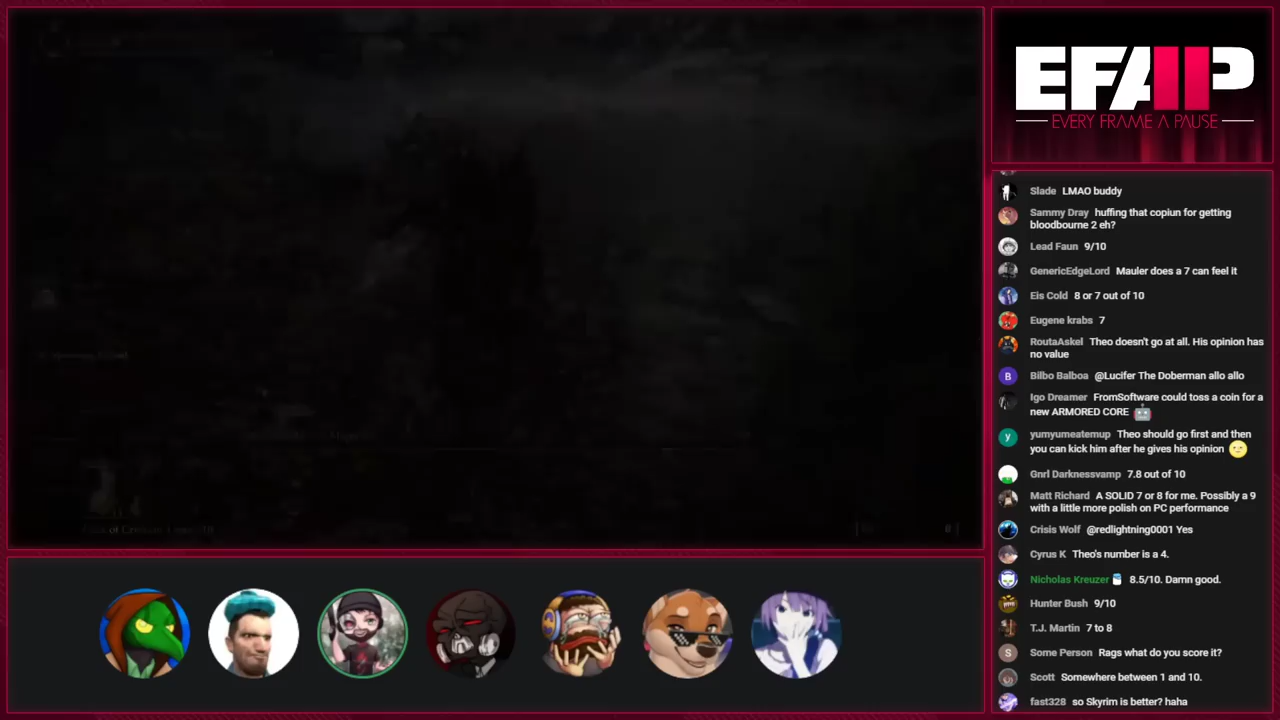 EFAP
EVERY FRAME A PAUSE
Slade LMAO buddy
Sammy Dray huffing that copiun for getting
bloodbourne 2 eh?
Lead Faun 9/10
GenericEdgeLord Mauler does a 7 can feel it
Eis Cold 8 or 7 out of 10
Eugene krabs 7
RoutaAskel Theo doesn't go at all. His opinion has
no value
B
Bilbo Balboa @Lucifer The Doberman allo allo
Igo Dreamer FromSoftware could toss a coin for a
new ARMORED CORE
y
yumyumeatemup Theo should go first and then
you can kick him after he gives his opinion
Gnrl Darknessvamp 7.8 out of 10
Matt Richard A SOLID 7 or 8 for me. Possibly a 9
with a little more polish on PC performance
Crisis Wolf @redlightning0001 Yes
Cyrus K Theo's number is a 4.
Nicholas Kreuzer 8.5/10. Damn good.
Hunter Bush 9/10
T.J. Martin 7 to 8
S
Some Person Rags what do you score it?
Scott Somewhere between 1 and 10.
fast328 so Skyrim is better? haha